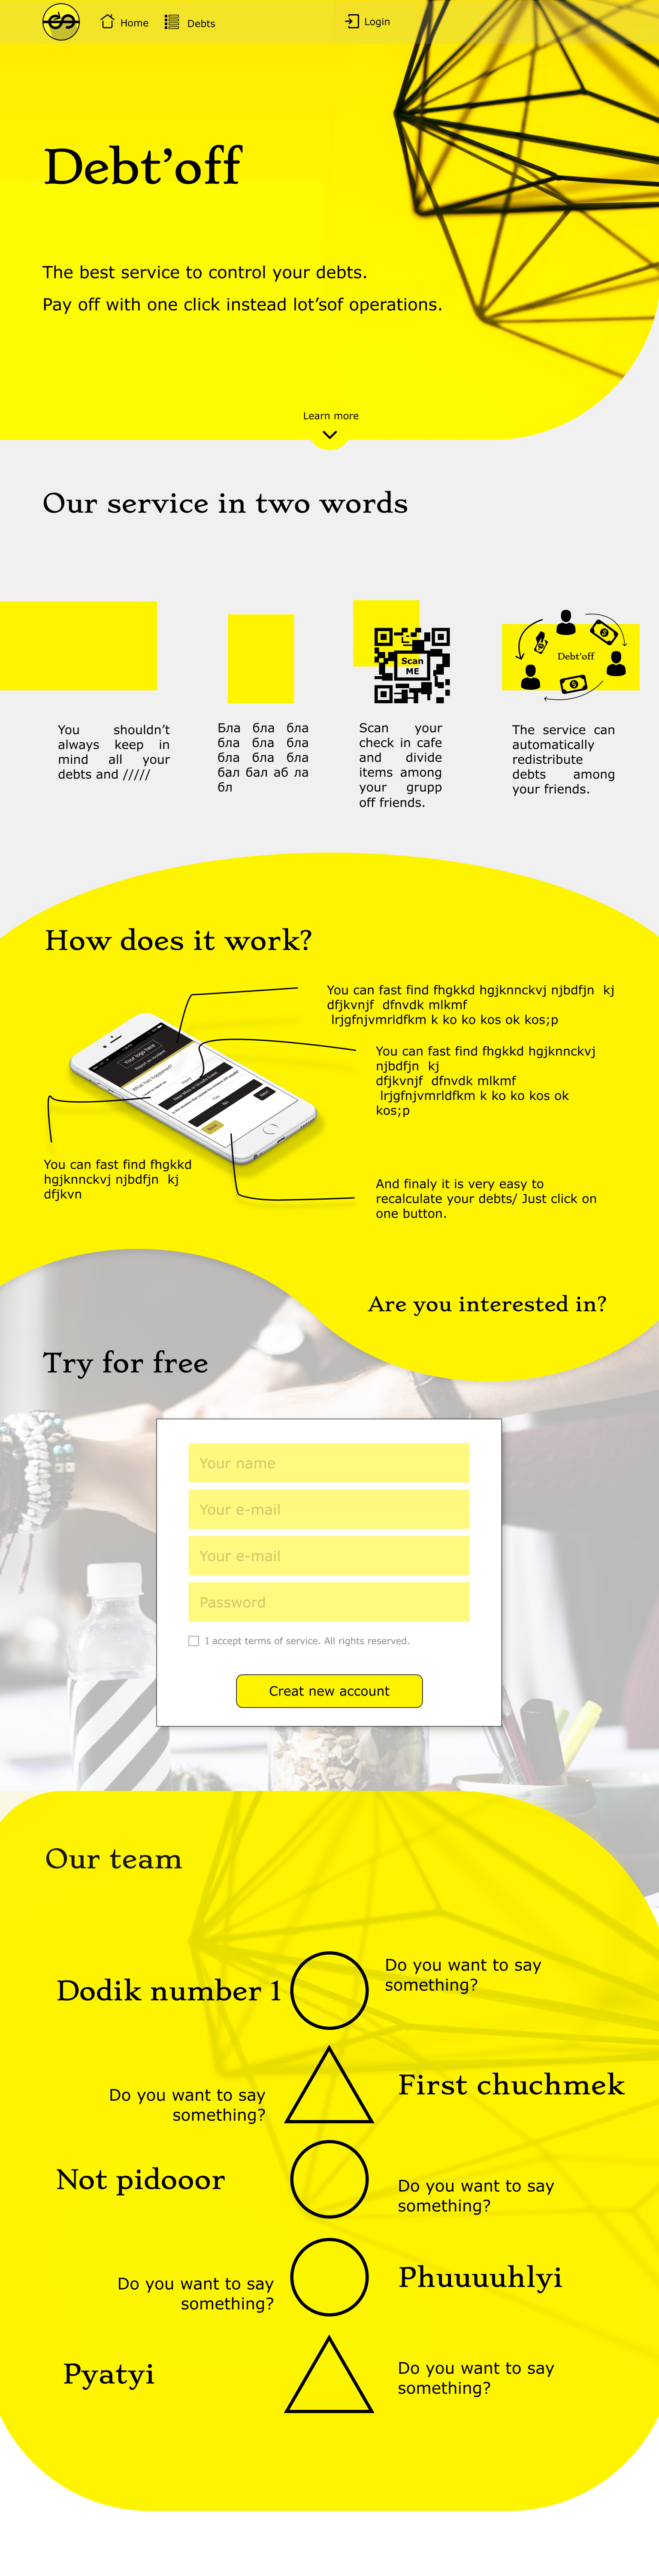 Home
Debts
Login
Debt’off
The best service to control your debts.
Pay off with one click instead lot’sof operations.
Learn more
Our service in two words
Scan
ME
Debt’off
You shouldn’t
always keep in
mind all your
debts and /////
Бла бла бла
бла бла бла
бла бла бла
бал бал аб ла
бл
Scan your
check in cafe
and divide
items among
your grupp
off friends.
The service can
automatically
redistribute
debts among
your friends.
How does it work?
You can fast find fhgkkd hgjknnckvj njbdfjn kj
dfjkvnjf dfnvdk mlkmf
lrjgfnjvmrldfkm k ko ko kos ok kos;p
You can fast find fhgkkd hgjknnckvj
njbdfjn kj
dfjkvnjf dfnvdk mlkmf
lrjgfnjvmrldfkm k ko ko kos ok
kos;p
Your logo here
What has happened?
You can fast find fhgkkd
hgjknnckvj njbdfjn kj
dfjkvn
And finaly it is very easy to
recalculate your debts/ Just click on
one button.
Are you interested in?
Try for free
Your name
Your e-mail
Your e-mail
Password
I accept terms of service. All rights reserved.
Creat new account
Our team
Dodik number 1
Do you want to say
something?
First chuchmek
Do you want to say
something?
Not pidooor
Do you want to say
something?
Phuuuuhlyi
Do you want to say
something?
Pyatyi
Do you want to say
something?